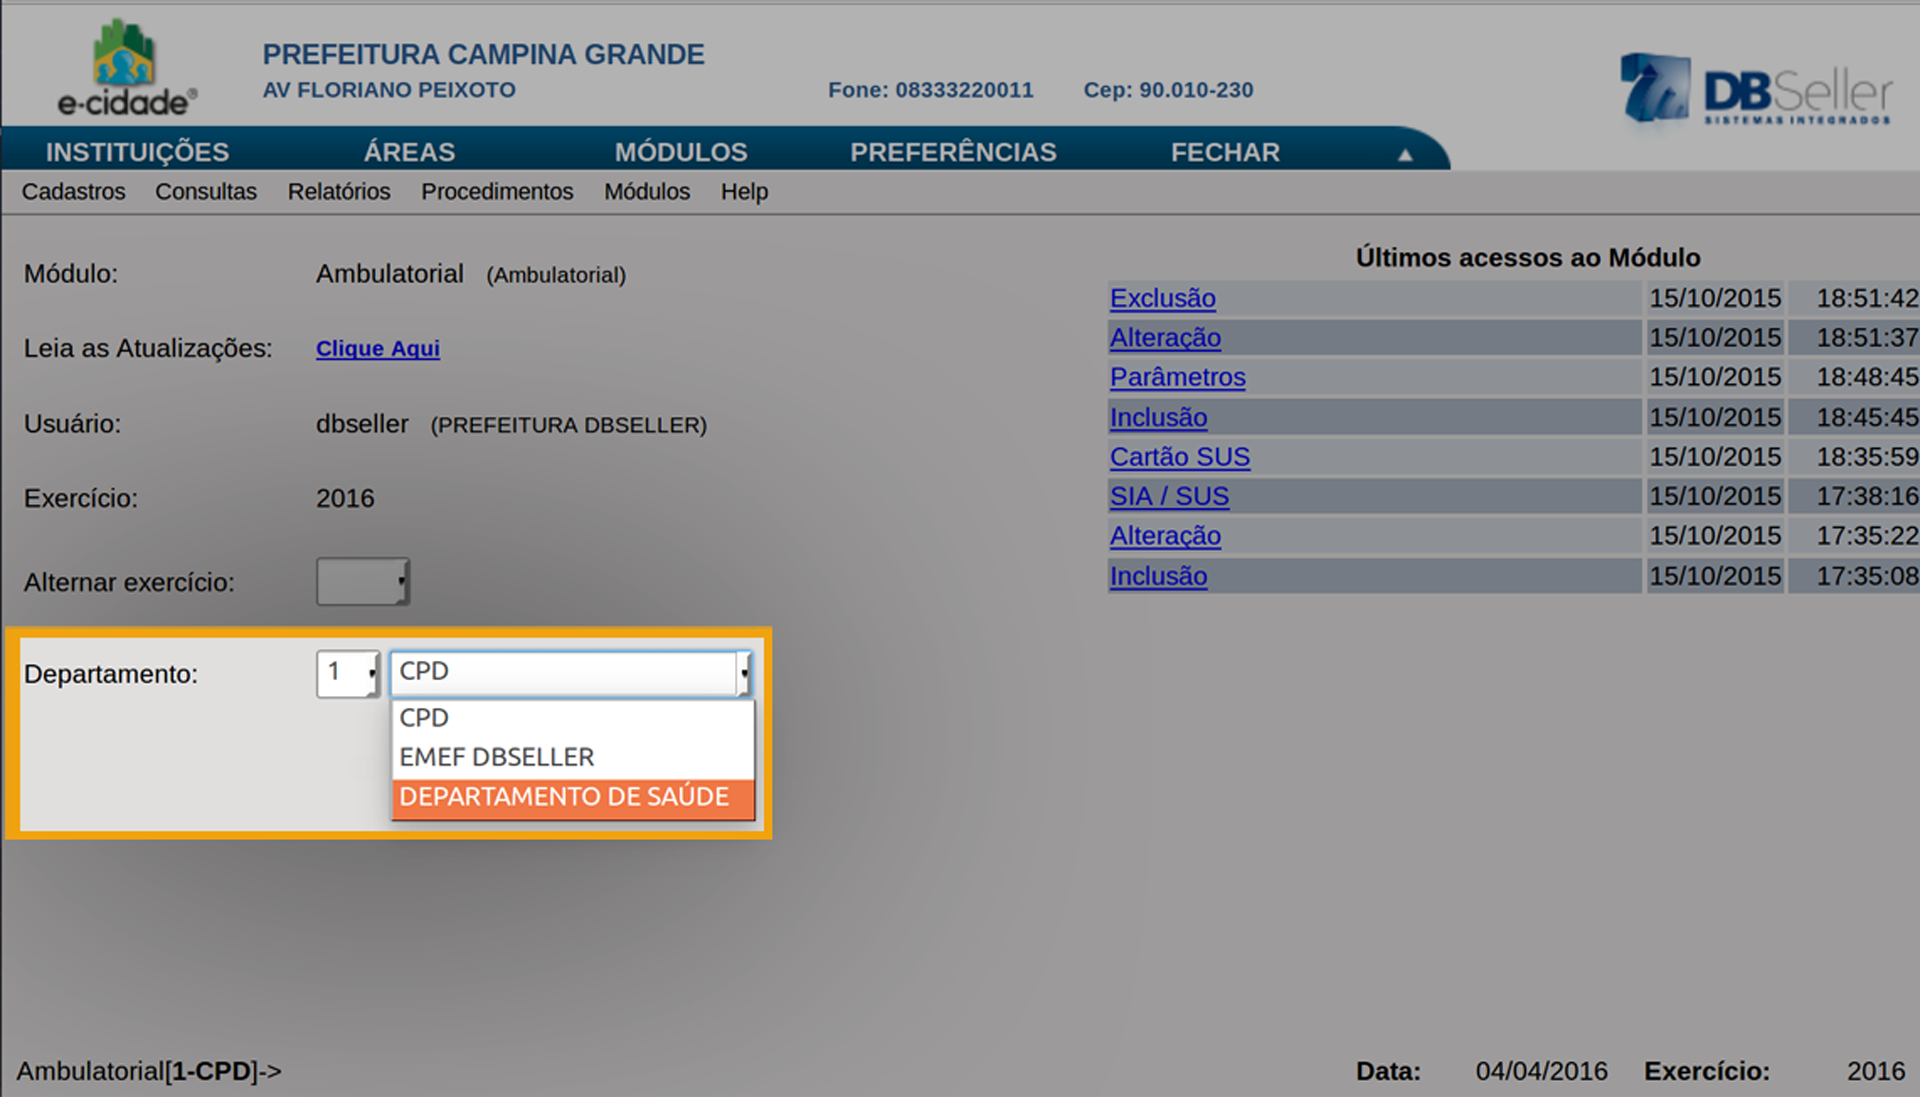 e-cidade®
PREFEITURA CAMPINA GRANDE
AV FLORIANO PEIXOTO Fone: 08333220011 Cep: 90.010-230
DBSeller
SISTEMAS INTEGRADOS
INSTITUIÇÕES ÁREAS MÓDULOS PREFERÊNCIAS FECHAR ▲
Cadastros Consultas Relatórios Procedimentos Módulos Help
Módulo: Ambulatorial (Ambulatorial)
Leia as Atualizações: Clique Aqui
Usuário: dbseller (PREFEITURA DBSELLER)
Exercício: 2016
Alternar exercício:
Departamento: 1 CPD
CPD
EMEF DBSELLER
DEPARTAMENTO DE SAÚDE
Últimos acessos ao Módulo
Exclusão 15/10/2015 18:51:42
Alteração 15/10/2015 18:51:37
Parâmetros 15/10/2015 18:48:45
Inclusão 15/10/2015 18:45:45
Cartão SUS 15/10/2015 18:35:59
SIA / SUS 15/10/2015 17:38:16
Alteração 15/10/2015 17:35:22
Inclusão 15/10/2015 17:35:08
Ambulatorial[1-CPD]-> Data: 04/04/2016 Exercício: 2016